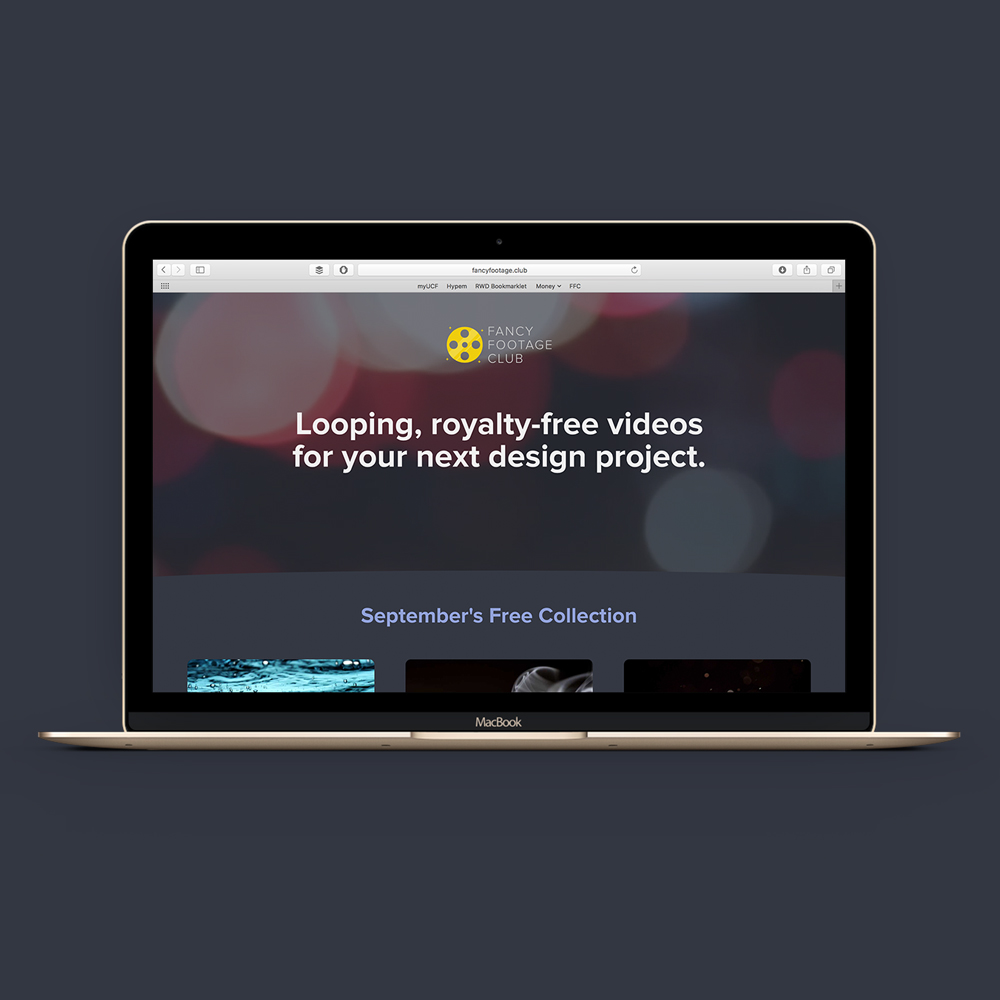 fancyfootage.club
myUCF Hypem RWD Bookmarklet Money FFC
FANCY
FOOTAGE
CLUB
Looping, royalty-free videos
for your next design project.
September's Free Collection
MacBook